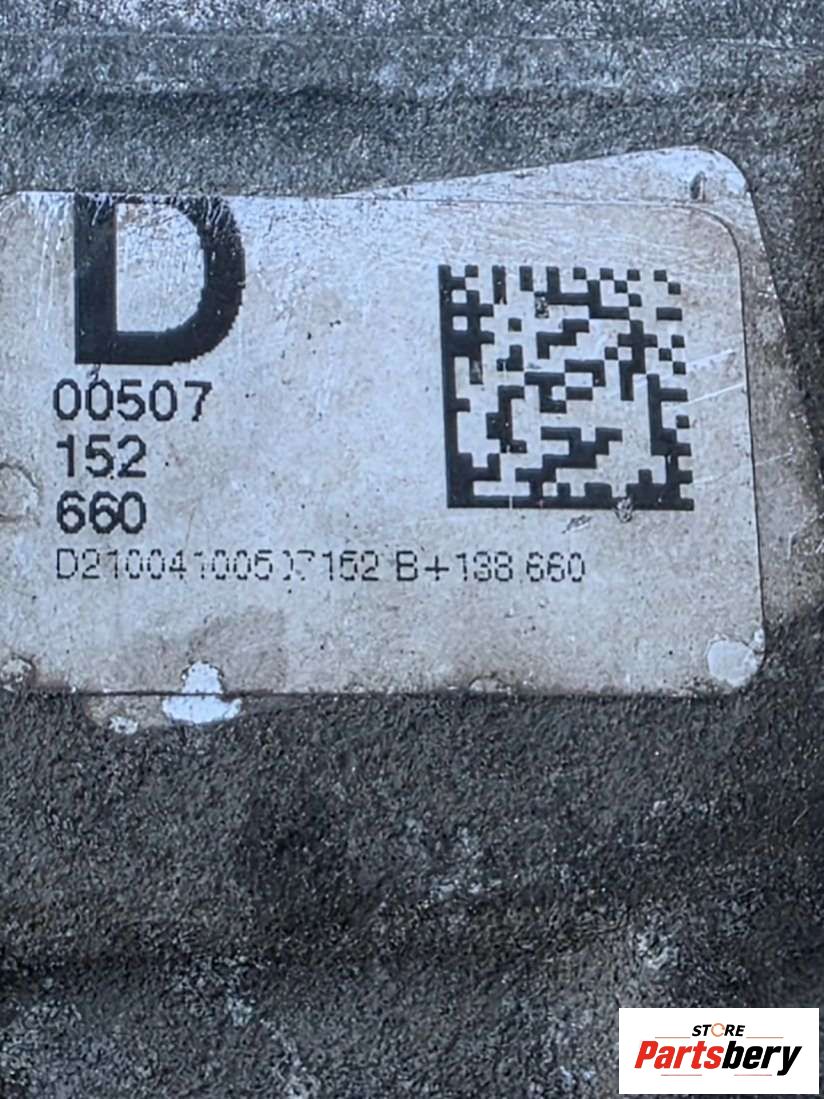 D
00507
152
660
D21004100507152 B+138 660
STORE
Partsbery